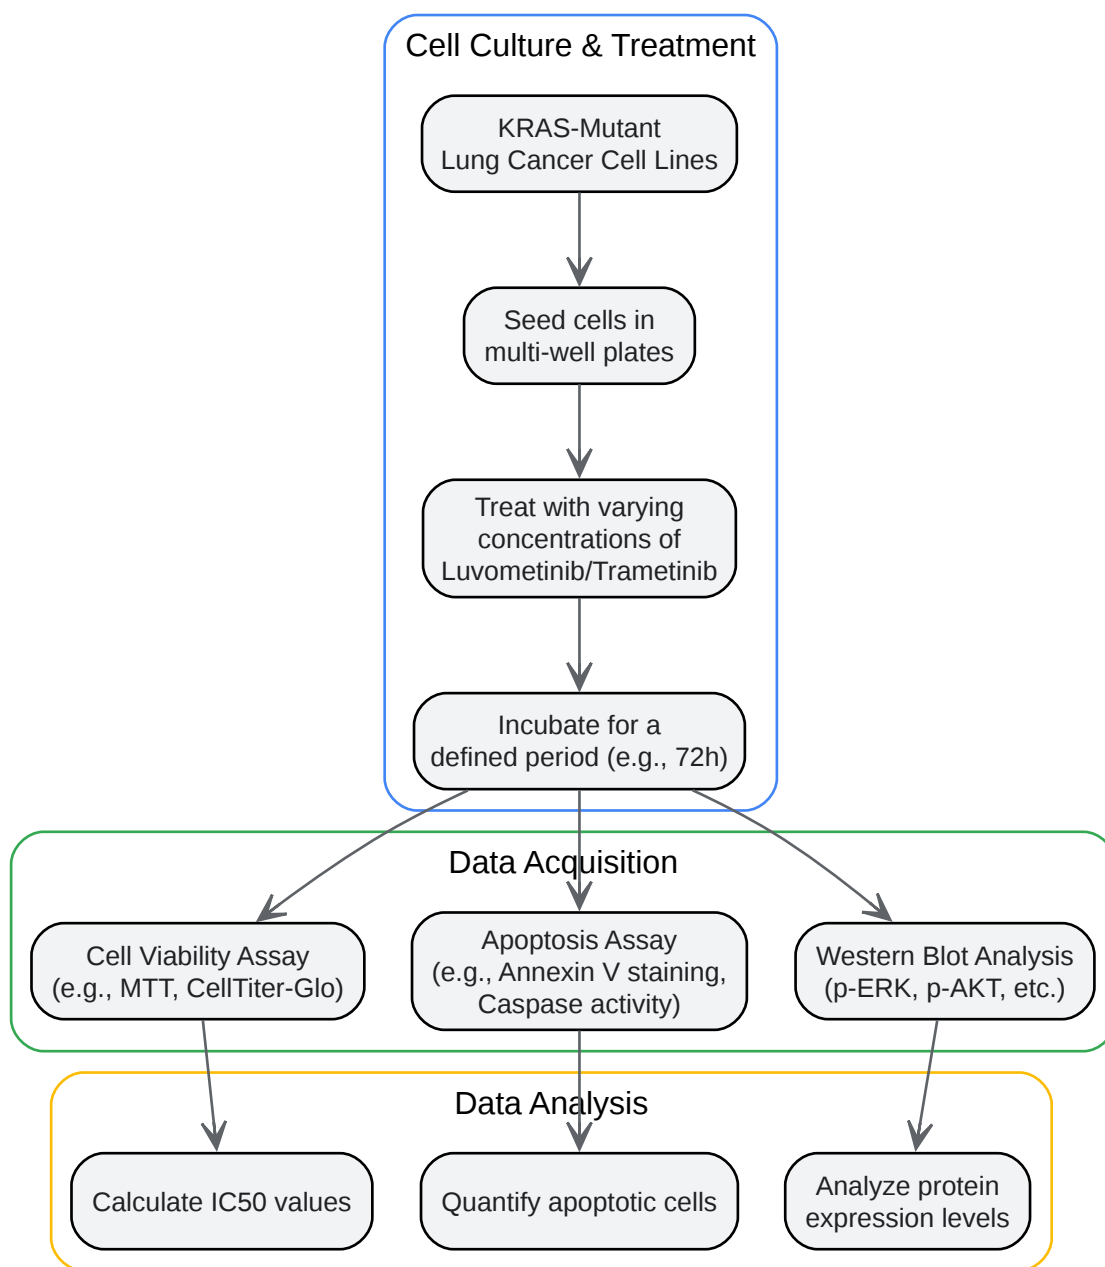 Cell Culture & Treatment
KRAS-Mutant
Lung Cancer Cell Lines
Seed cells in
multi-well plates
Treat with varying
concentrations of
Luvometinib/Trametinib
Incubate for a
defined period (e.g., 72h)
Data Acquisition
Cell Viability Assay
(e.g., MTT, CellTiter-Glo)
Apoptosis Assay
(e.g., Annexin V staining,
Caspase activity)
Western Blot Analysis
(p-ERK, p-AKT, etc.)
Data Analysis
Calculate IC50 values
Quantify apoptotic cells
Analyze protein
expression levels